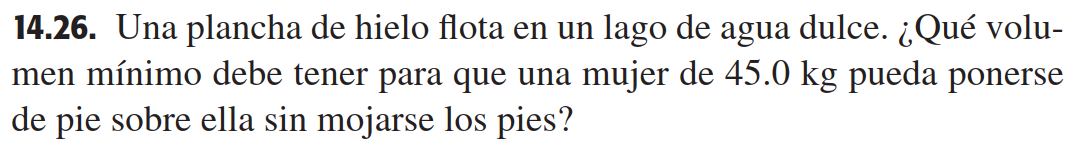 14.26. Una plancha de hielo flota en un lago de agua dulce. ¿Qué volu-
men mínimo debe tener para que una mujer de 45.0 kg pueda ponerse
de pie sobre ella sin mojarse los pies?